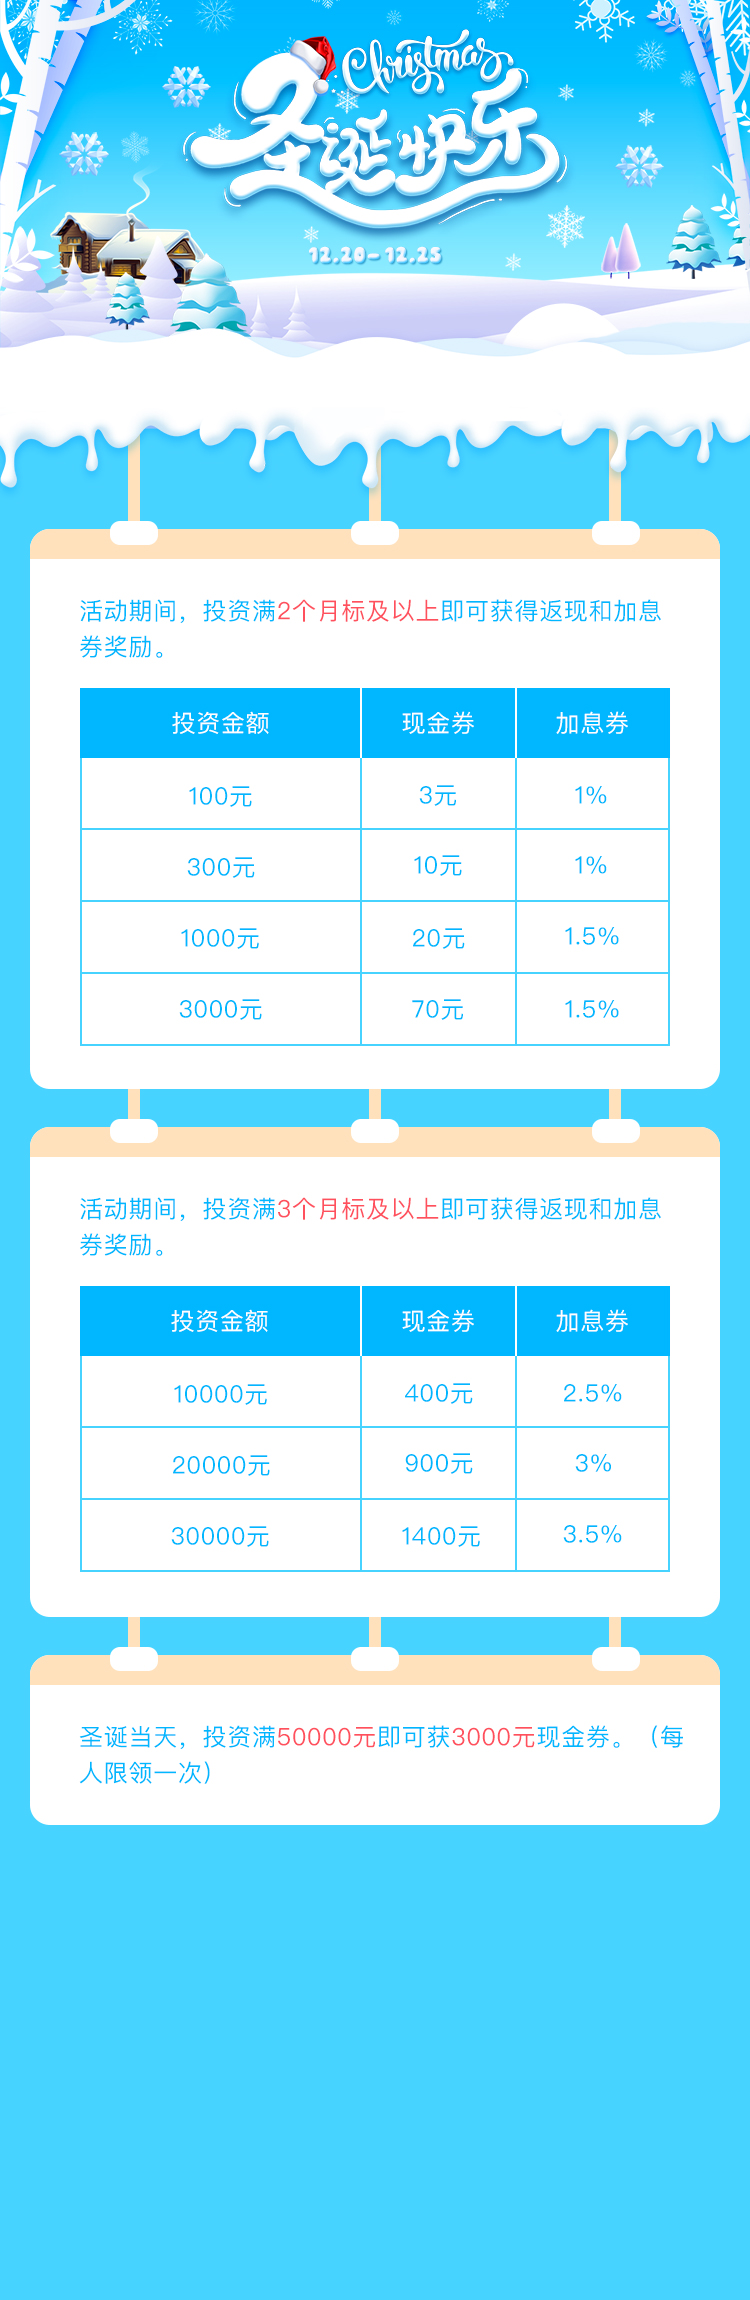 Christmas
圣诞快乐
12.20-12.25
活动期间，投资满2个月标及以上即可获得返现和加息
券奖励。
投资金额 现金券 加息券
100元 3元 1%
300元 10元 1%
1000元 20元 1.5%
3000元 70元 1.5%
活动期间，投资满3个月标及以上即可获得返现和加息
券奖励。
投资金额 现金券 加息券
10000元 400元 2.5%
20000元 900元 3%
30000元 1400元 3.5%
圣诞当天，投资满50000元即可获3000元现金券。（每
人限领一次）